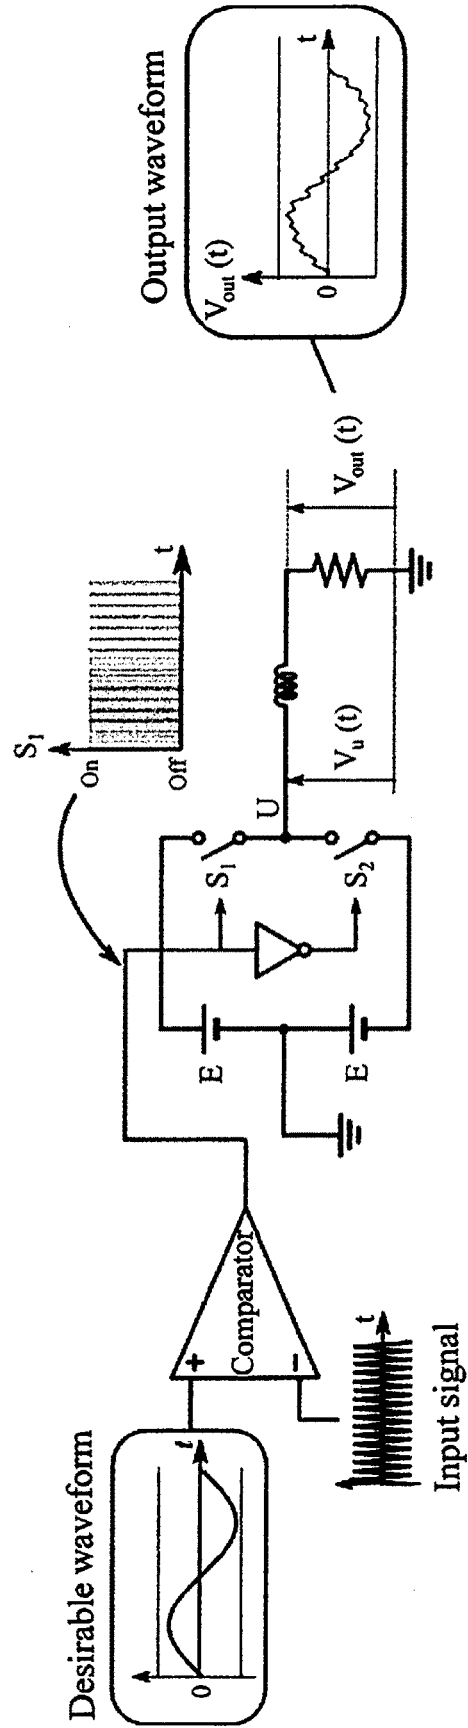 Desirable waveform
t
0
+
−
Comparator
Input signal
t
S1
On
Off
t
E
E
S1
S2
U
Vu (t)
Vout (t)
Output waveform
Vout (t)
0
t